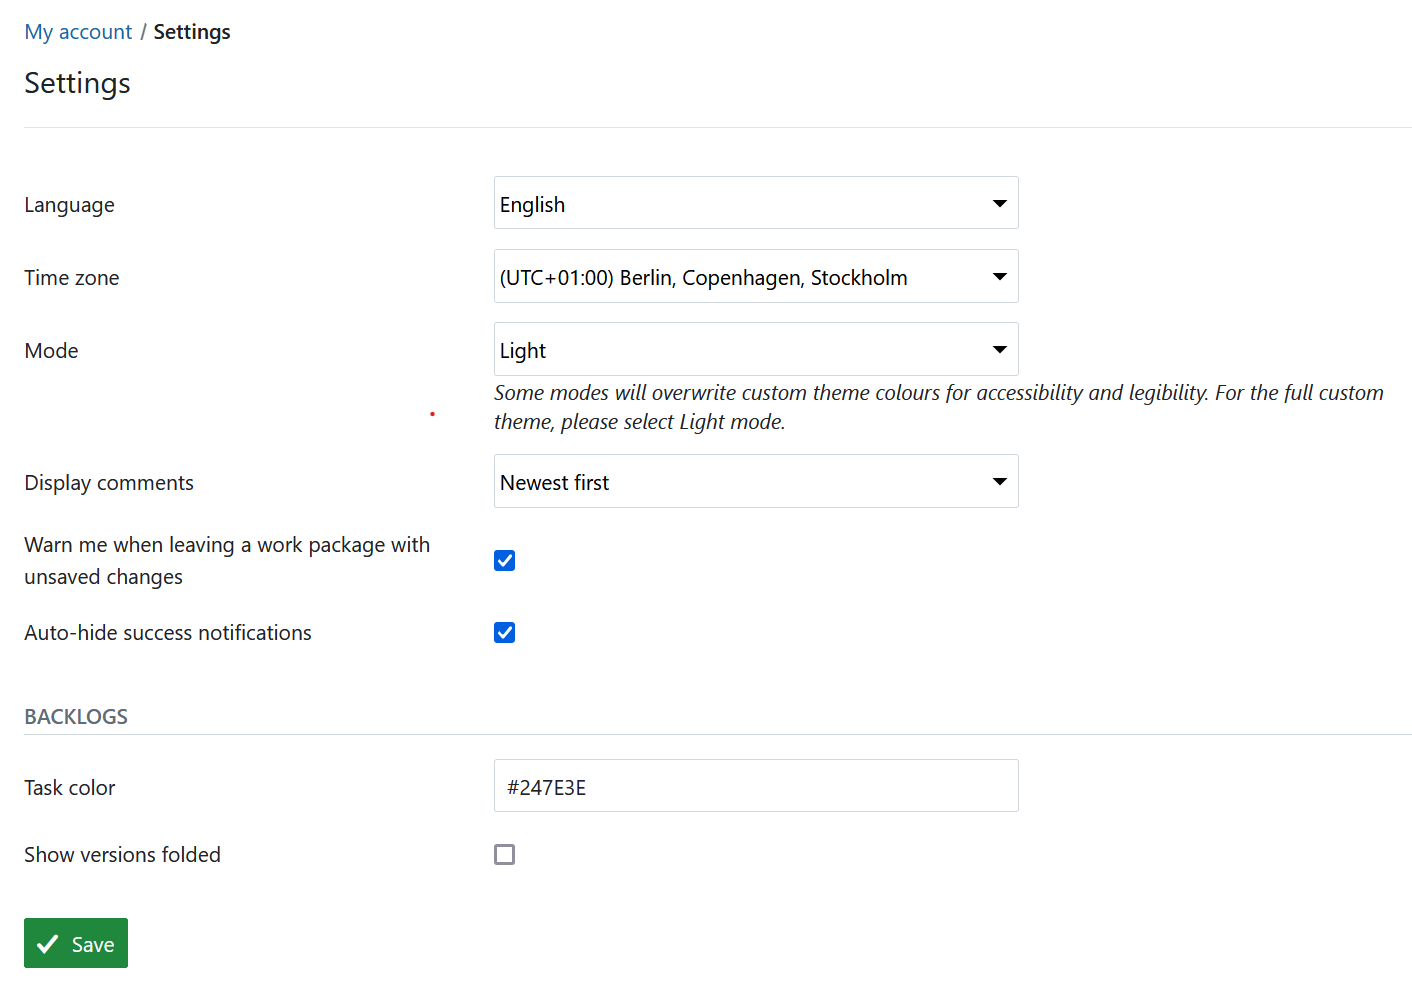 My account / Settings
Settings
Language
English
Time zone
(UTC+01:00) Berlin, Copenhagen, Stockholm
Mode
Light
Some modes will overwrite custom theme colours for accessibility and legibility. For the full custom
theme, please select Light mode.
Display comments
Newest first
Warn me when leaving a work package with
unsaved changes
Auto-hide success notifications
BACKLOGS
Task color
#247E3E
Show versions folded
Save